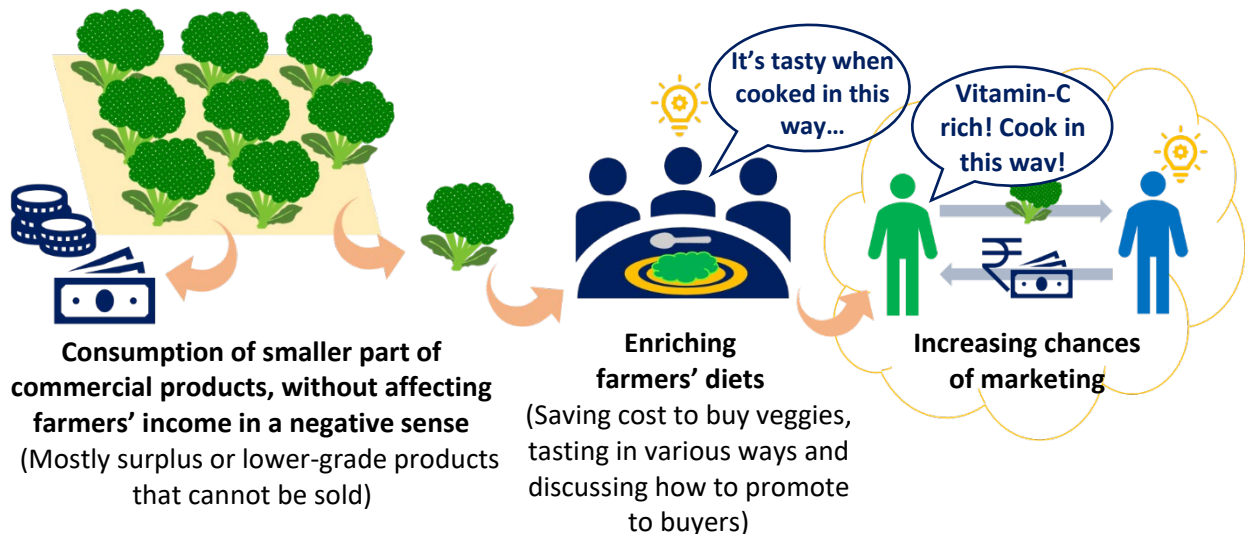 It’s tasty when
cooked in this
way…
Vitamin-C
rich! Cook in
this way!
Consumption of smaller part of
commercial products, without affecting
farmers’ income in a negative sense
(Mostly surplus or lower-grade products
that cannot be sold)
Enriching
farmers’ diets
(Saving cost to buy veggies,
tasting in various ways and
discussing how to promote
to buyers)
₹
Increasing chances
of marketing